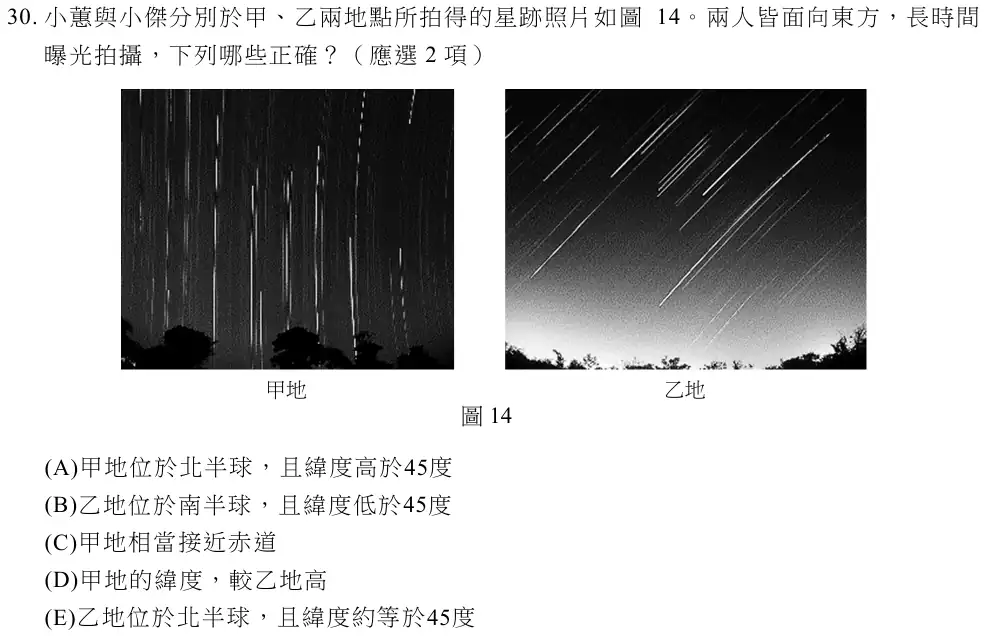 30. 小蕙與小傑分別於甲、乙兩地點所拍得的星跡照片如圖 14。兩人皆面向東方，長時間
曝光拍攝，下列哪些正確？（應選 2 項）
甲地
乙地
圖 14
(A)甲地位於北半球，且緯度高於45度
(B)乙地位於南半球，且緯度低於45度
(C)甲地相當接近赤道
(D)甲地的緯度，較乙地高
(E)乙地位於北半球，且緯度約等於45度